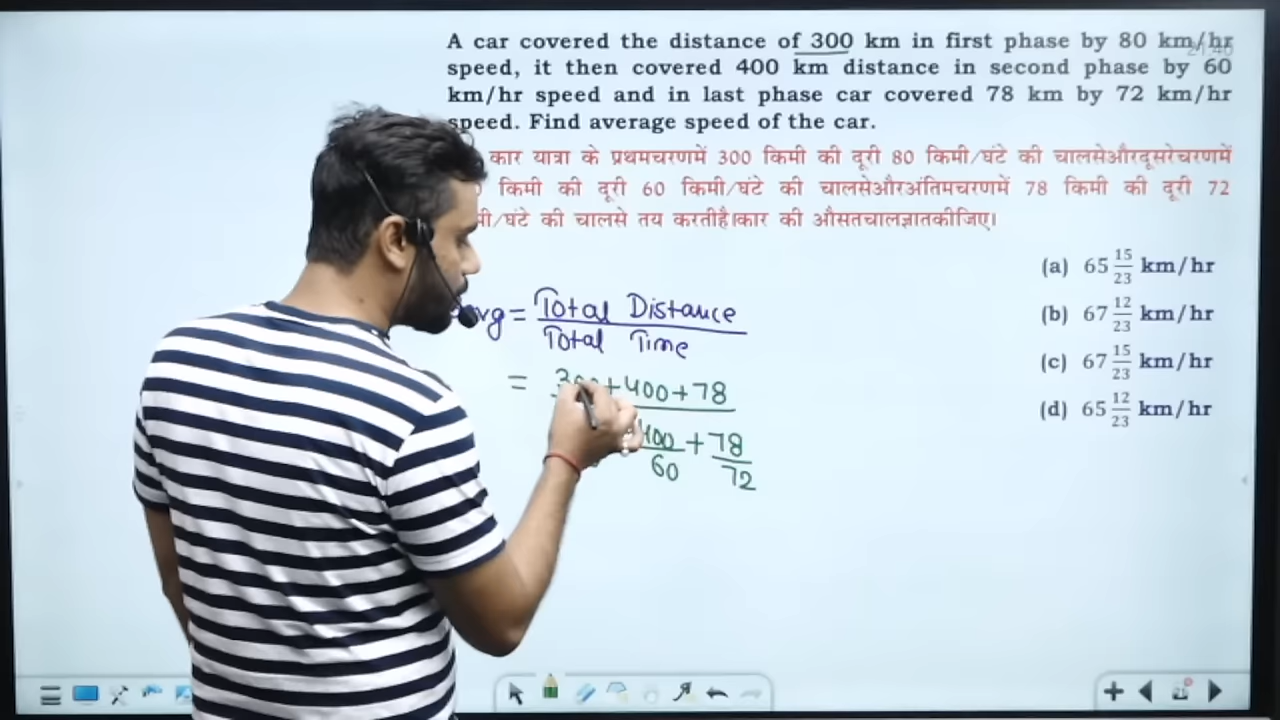 A car covered the distance of 300 km in first phase by 80 km/hr
speed, it then covered 400 km distance in second phase by 60
km/hr speed and in last phase car covered 78 km by 72 km/hr
speed. Find average speed of the car.
कार यात्रा के प्रथमचरणमें 300 किमी की दूरी 80 किमी/घंटे की चालसेऔरदूसरेचरणमें
किमी की दूरी 60 किमी/घंटे की चालसेऔरअंतिमचरणमें 78 किमी की दूरी 72
मी/घंटे की चालसे तय करतीहै।कार की औसतचालज्ञातकीजिए।
(a) 65 15/23 km/hr
(b) 67 12/23 km/hr
(c) 67 15/23 km/hr
(d) 65 12/23 km/hr
= Total Distance
Total Time
= 300+400+78
400 + 78
60 72